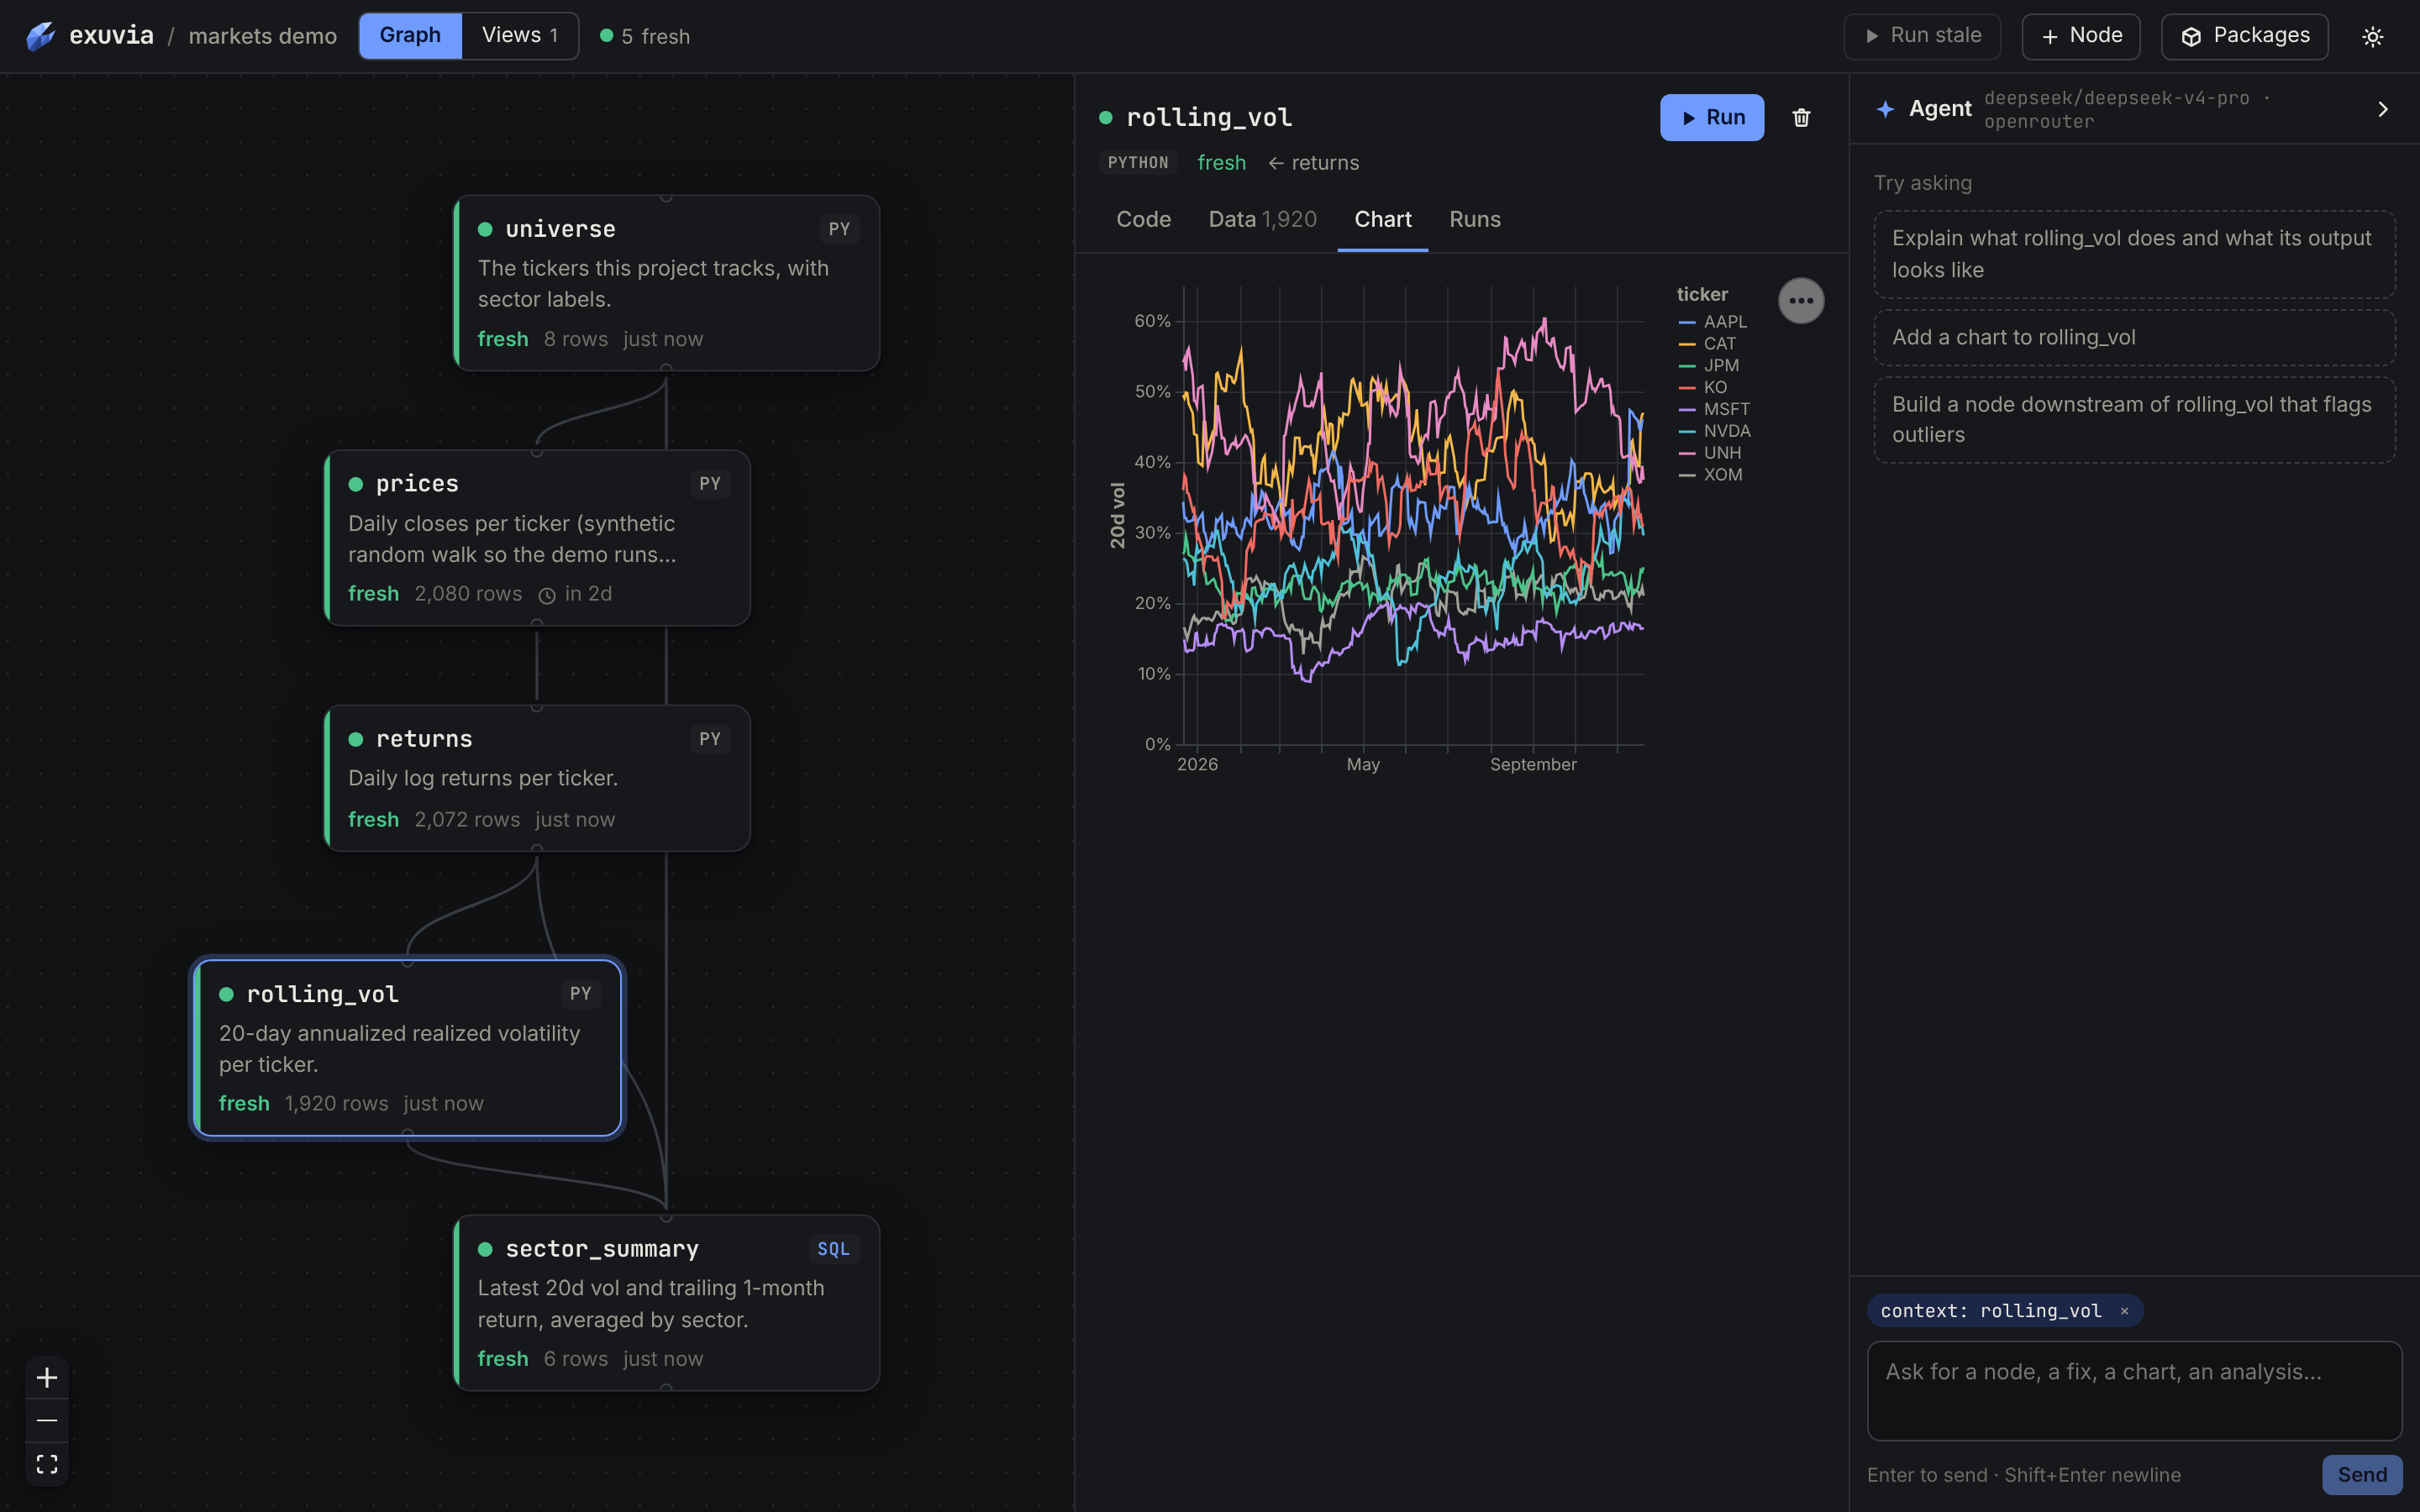 exuvia / markets demo
Graph
Views 1
5 fresh
Run stale
+ Node
Packages
universe
PY
The tickers this project tracks, with
sector labels.
fresh 8 rows just now
prices
PY
Daily closes per ticker (synthetic
random walk so the demo runs...
fresh 2,080 rows in 2d
returns
PY
Daily log returns per ticker.
fresh 2,072 rows just now
rolling_vol
PY
20-day annualized realized volatility
per ticker.
fresh 1,920 rows just now
sector_summary
SQL
Latest 20d vol and trailing 1-month
return, averaged by sector.
fresh 6 rows just now
rolling_vol
Run
PYTHON fresh ← returns
Code
Data 1,920
Chart
Runs
20d vol
60%
50%
40%
30%
20%
10%
0%
2026
May
September
ticker
AAPL
CAT
JPM
KO
MSFT
NVDA
UNH
XOM
Agent
deepseek/deepseek-v4-pro ·
openrouter
Try asking
Explain what rolling_vol does and what its output
looks like
Add a chart to rolling_vol
Build a node downstream of rolling_vol that flags
outliers
context: rolling_vol ×
Ask for a node, a fix, a chart, an analysis...
Enter to send · Shift+Enter newline
Send